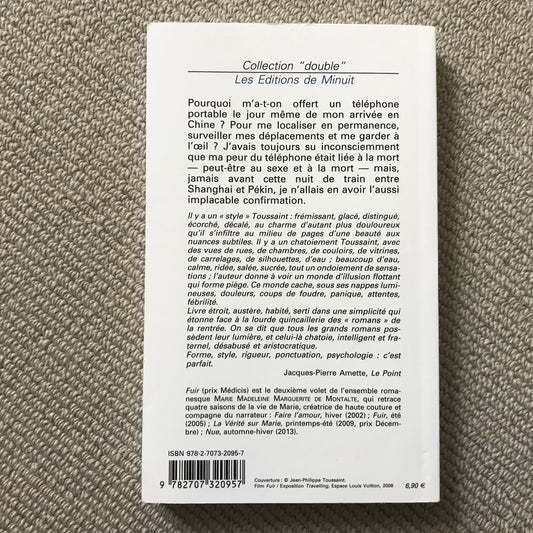 Collection "double"
Les Editions de Minuit
Pourquoi m'a-t-on offert un téléphone
portable le jour même de mon arrivée en
Chine ? Pour me localiser en permanence,
surveiller mes déplacements et me garder à
l'œil ? J'avais toujours su inconsciemment
que ma peur du téléphone était liée à la mort
— peut-être au sexe et à la mort — mais,
jamais avant cette nuit de train entre
Shanghai et Pékin, je n'allais en avoir l'aussi
implacable confirmation.
Il y a un « style » Toussaint : frémissant, glacé, distingué,
écorché, décalé, au charme d'autant plus douloureux
qu'il s'infiltre au milieu de pages d'une beauté aux
nuances subtiles. Il y a un chatoiement Toussaint, avec
des vues de rues, de chambres, de couloirs, de vitrines,
de carrelages, de silhouettes, d'eau ; beaucoup d'eau,
calme, ridée, salée, sucrée, tout un ondoiement de sensa-
tions ; l'auteur donne à voir un monde d'illusion flottant
qui forme piège. Ce monde cache, sous ses nappes lumi-
neuses, douleurs, coups de foudre, panique, attentes,
fébrilité.
Livre étroit, austère, habité, serti dans une simplicité qui
étonne face à la lourde quincaillerie des « romans » de
la rentrée. On se dit que tous les grands romans pos-
sèdent leur lumière, et celui-là chatoie, intelligent et fra-
ternel, désabusé et aristocratique.
Forme, style, rigueur, ponctuation, psychologie : c'est
parfait.
Jacques-Pierre Amette, Le Point
Fuir (prix Médicis) est le deuxième volet de l'ensemble roma-
nesque MARIE MADELEINE MARGUERITE DE MONTALTE, qui retrace
quatre saisons de la vie de Marie, créatrice de haute couture et
compagne du narrateur : Faire l'amour, hiver (2002) ; Fuir, été
(2005) ; La Vérité sur Marie, printemps-été (2009, prix Décem-
bre) ; Nue, automne-hiver (2013).
ISBN 978-2-7073-2095-7
9 782707 320957
Couverture : © Jean-Philippe Toussaint.
Film Fuir / Exposition Travelling, Espace Louis Vuitton, 2008
6,90 €